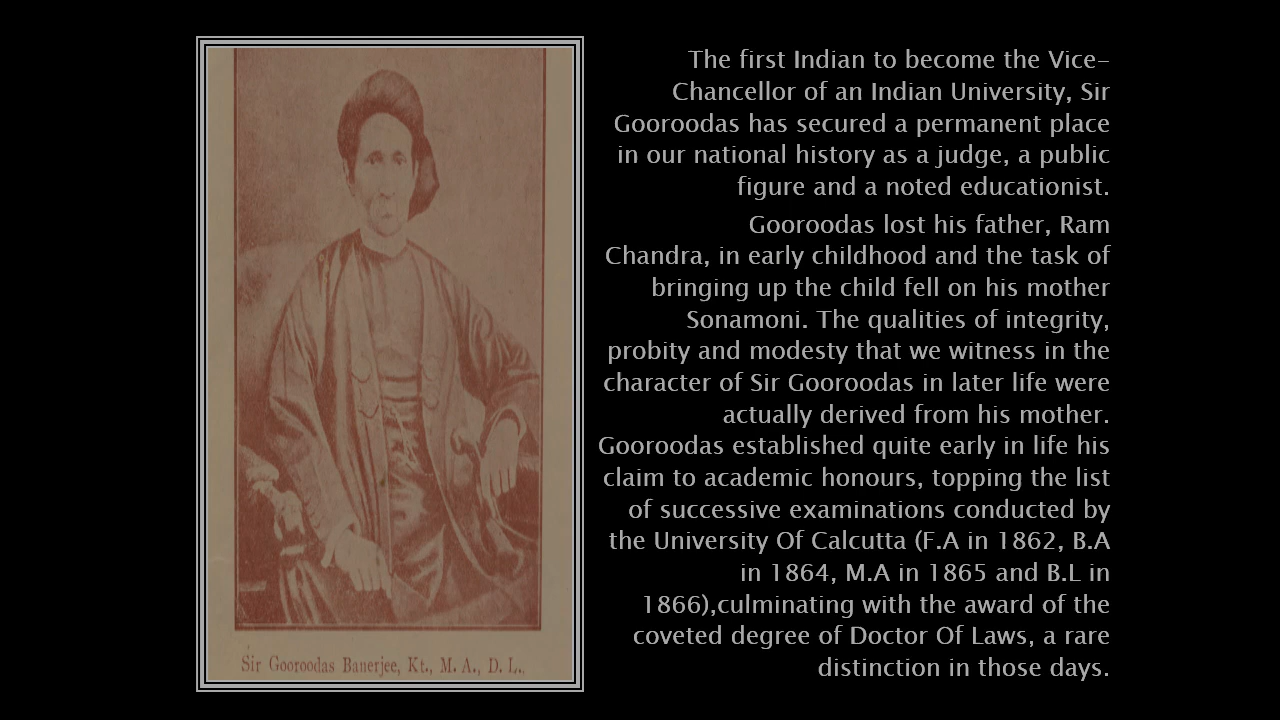 The first Indian to become the Vice-
Chancellor of an Indian University, Sir
Gooroodas has secured a permanent place
in our national history as a judge, a public
figure and a noted educationist.
Gooroodas lost his father, Ram
Chandra, in early childhood and the task of
bringing up the child fell on his mother
Sonamoni. The qualities of integrity,
probity and modesty that we witness in the
character of Sir Gooroodas in later life were
actually derived from his mother.
Gooroodas established quite early in life his
claim to academic honours, topping the list
of successive examinations conducted by
the University Of Calcutta (F.A in 1862, B.A
in 1864, M.A in 1865 and B.L in
1866),culminating with the award of the
coveted degree of Doctor Of Laws, a rare
distinction in those days.
Sir Gooroodas Banerjee, Kt., M. A., D. L.,